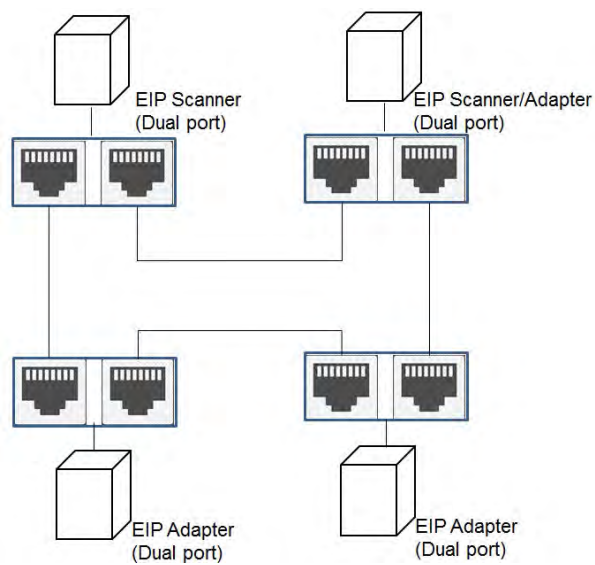 EIP Scanner
(Dual port)
EIP Scanner/Adapter
(Dual port)
EIP Adapter
(Dual port)
EIP Adapter
(Dual port)